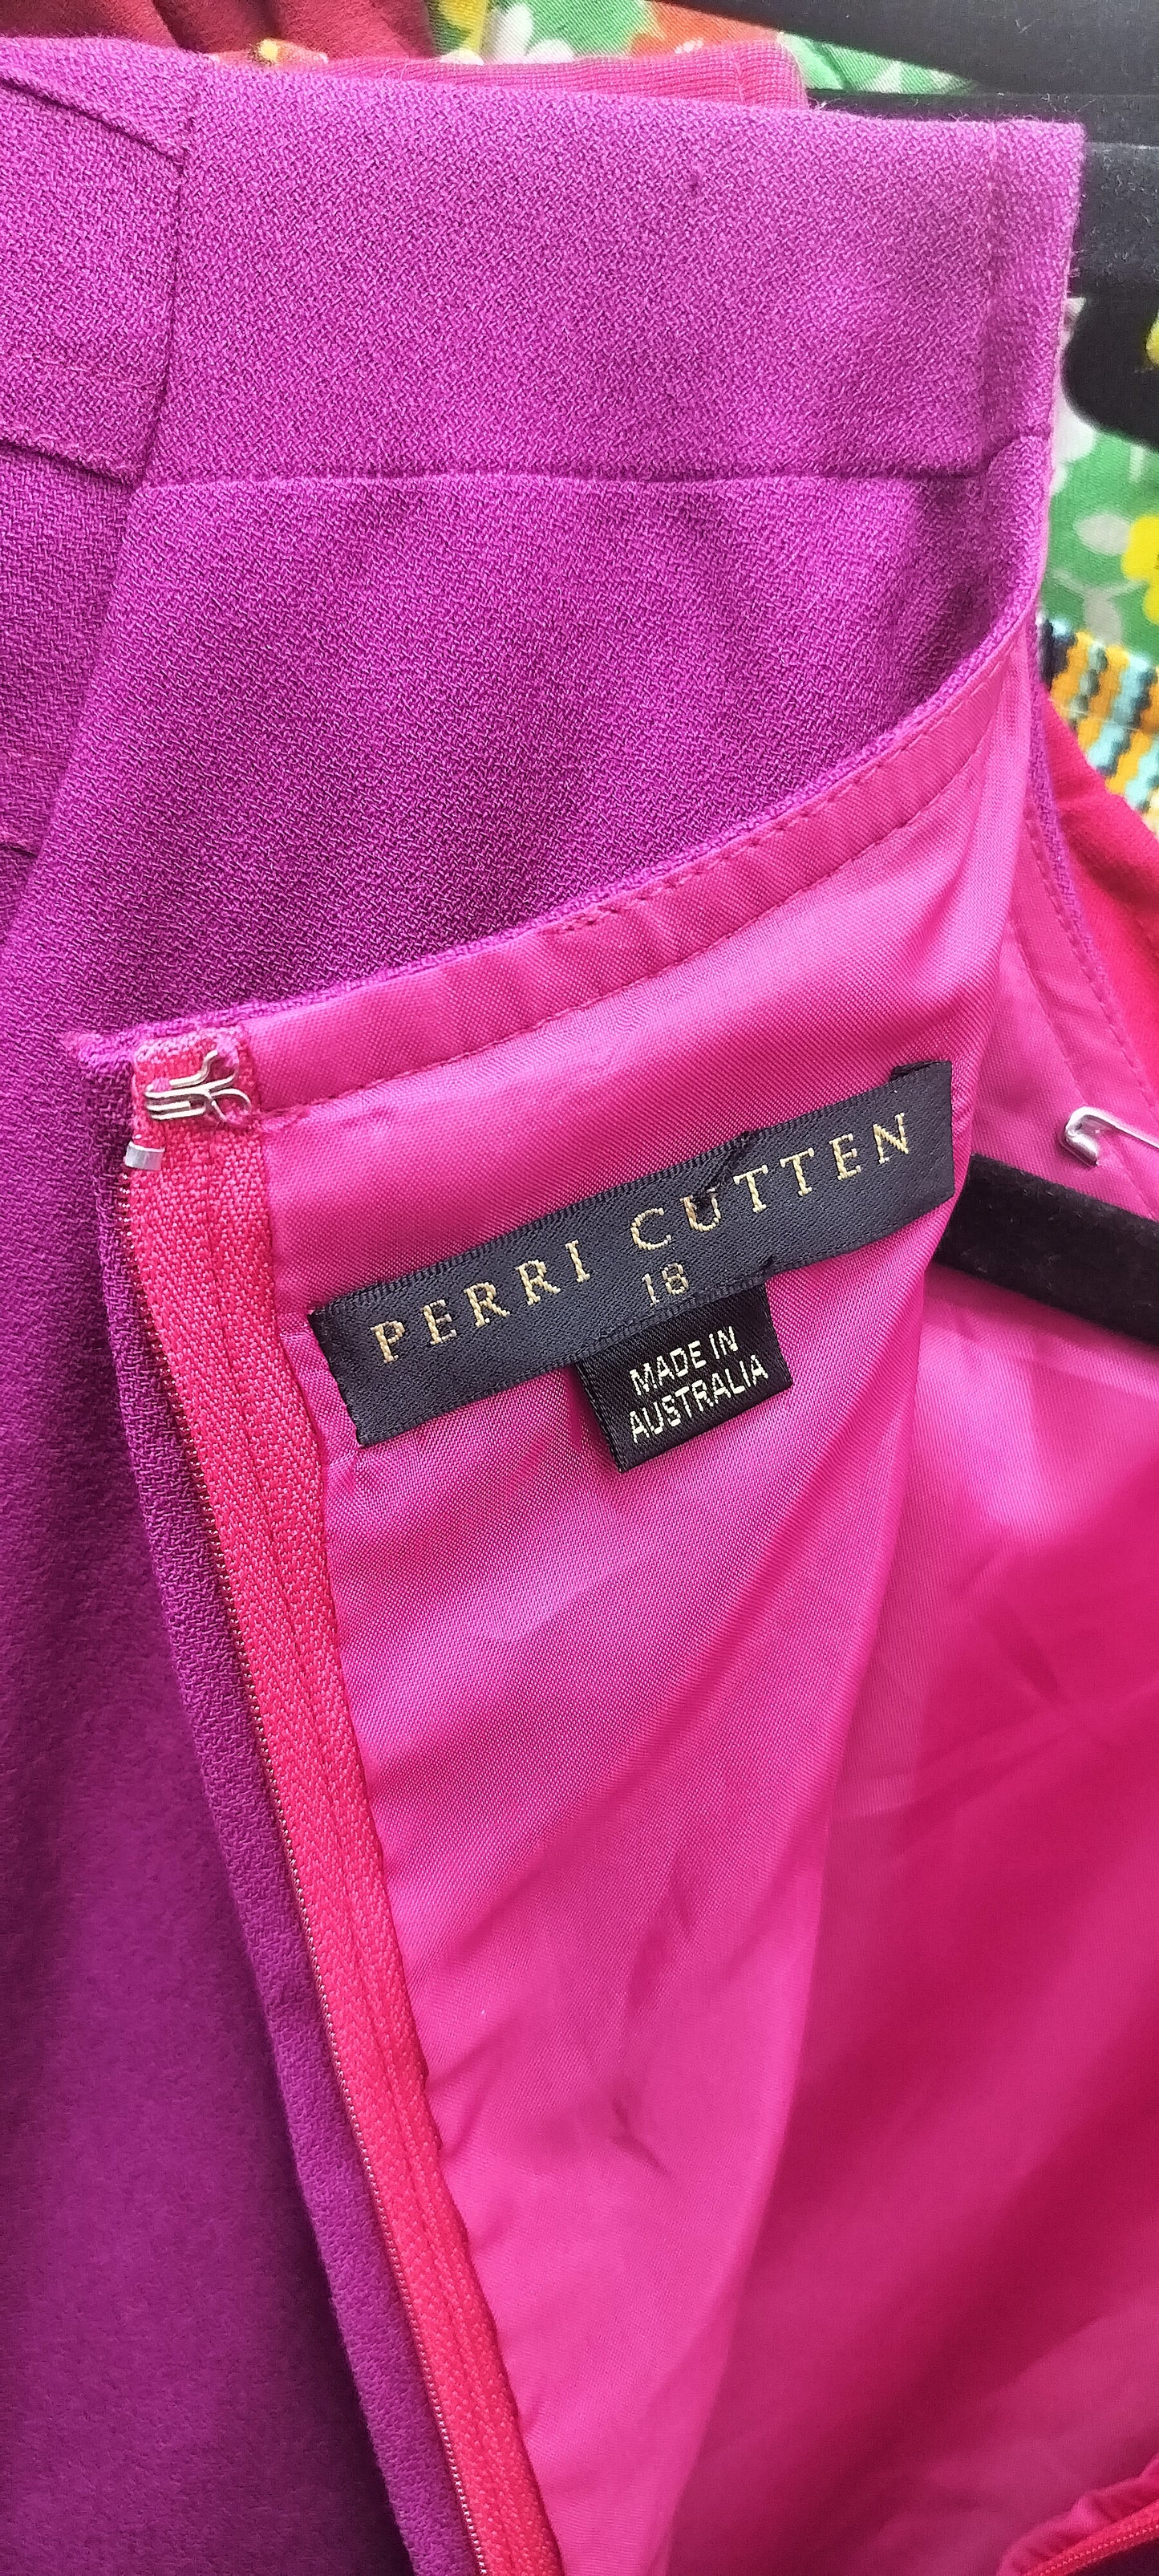 PERRI CUTTEN
18
MADE IN
AUSTRALIA